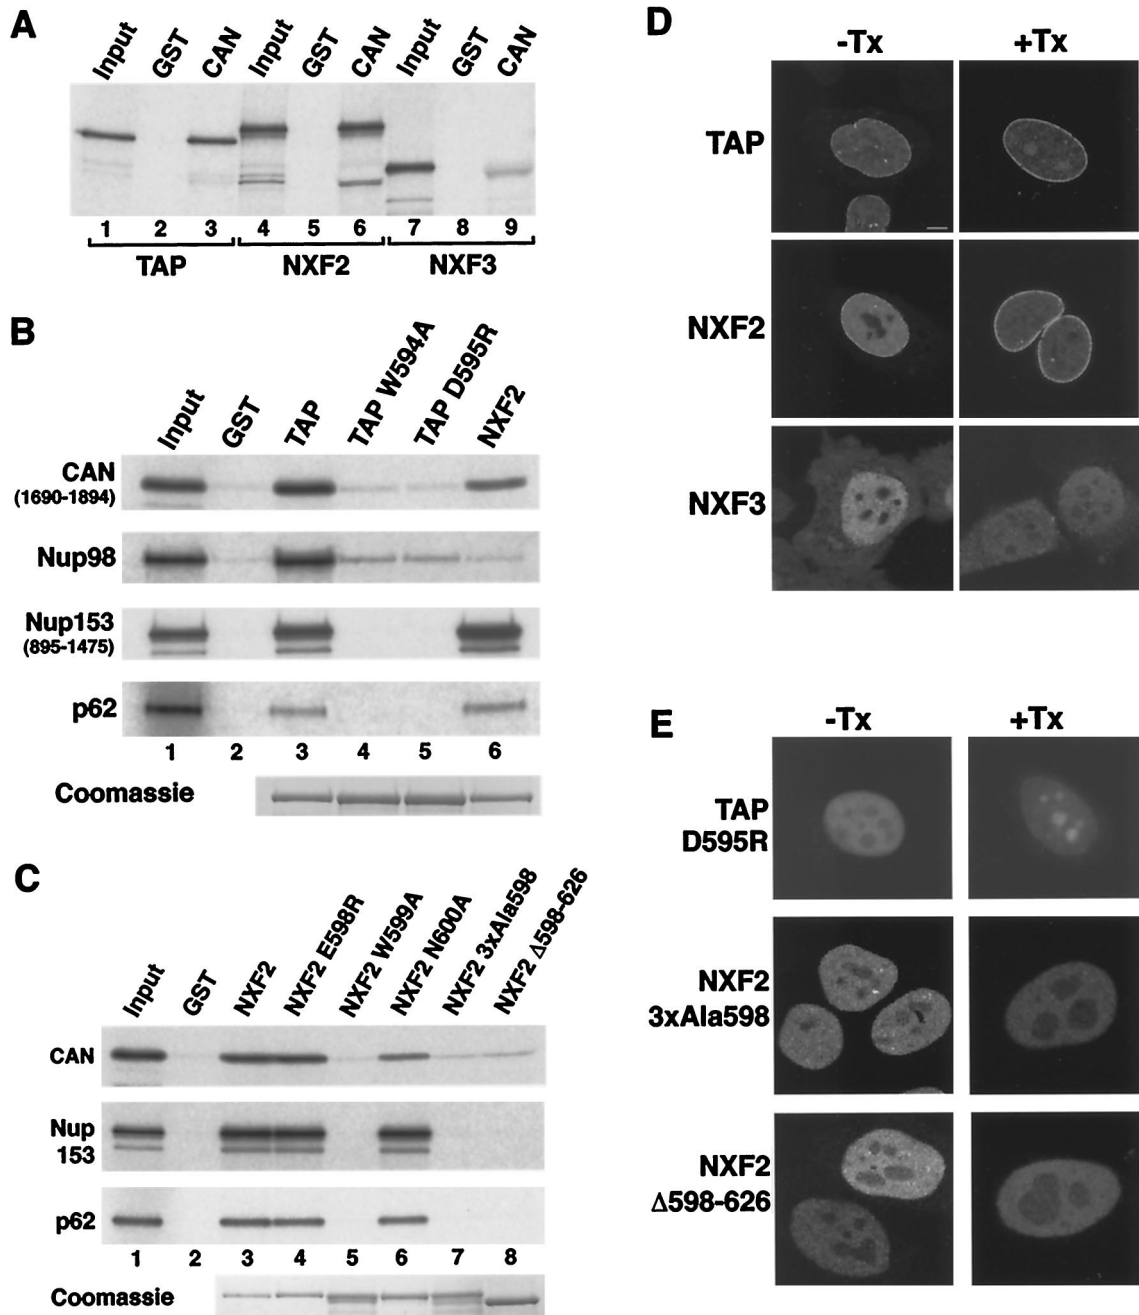 A
Input GST CAN Input GST CAN Input GST CAN
1 2 3 4 5 6 7 8 9
TAP NXF2 NXF3
B
Input GST TAP TAP W594A TAP D595R NXF2
CAN
(1690-1894)
Nup98
Nup153
(895-1475)
p62
1 2 3 4 5 6
Coomassie
C
Input GST NXF2 NXF2 E598R NXF2 W599A NXF2 N600A NXF2 3xAla598 NXF2 Δ598-626
CAN
Nup
153
p62
1 2 3 4 5 6 7 8
Coomassie
D
-Tx +Tx
TAP
NXF2
NXF3
E
-Tx +Tx
TAP
D595R
NXF2
3xAla598
NXF2
Δ598-626